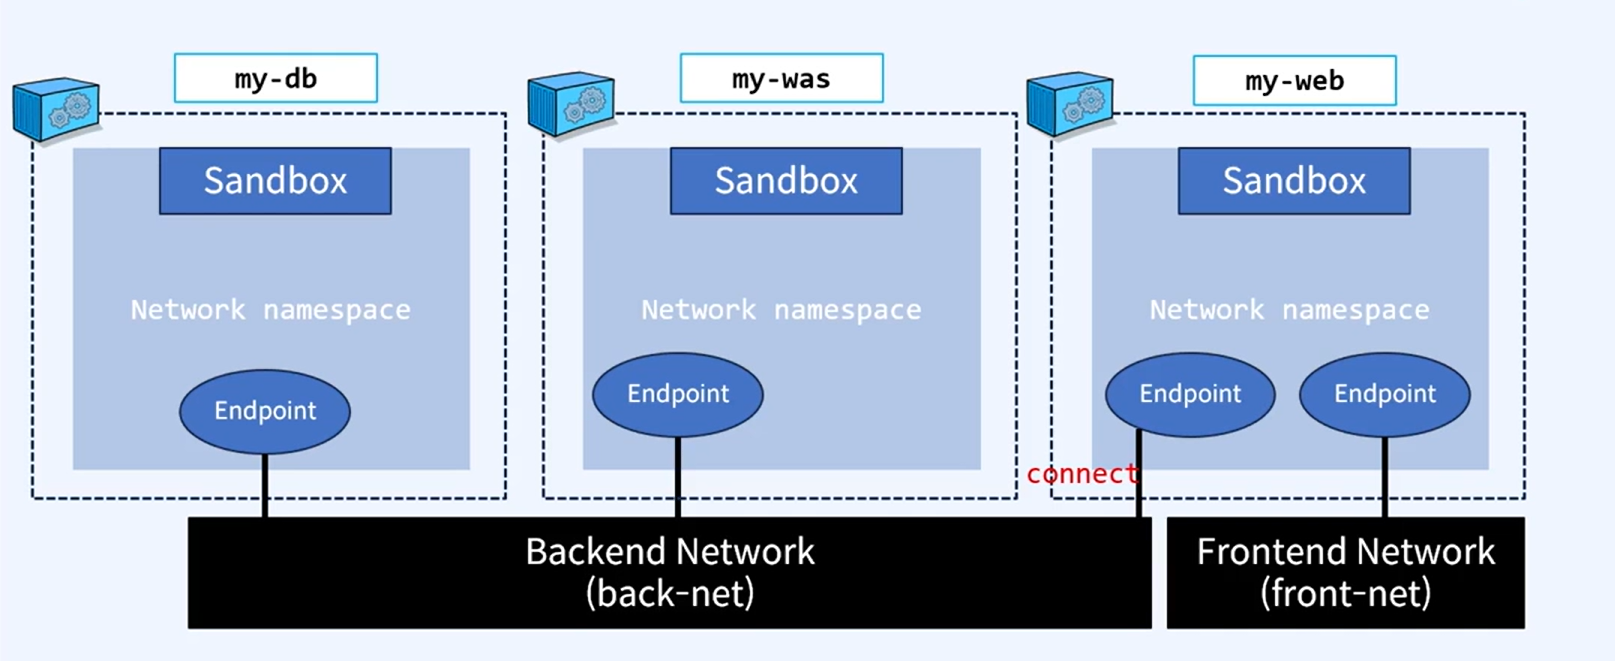 my-db
my-was
my-web
Sandbox
Sandbox
Sandbox
Network namespace
Network namespace
Network namespace
Endpoint
Endpoint
Endpoint
Endpoint
connect
Backend Network
(back-net)
Frontend Network
(front-net)